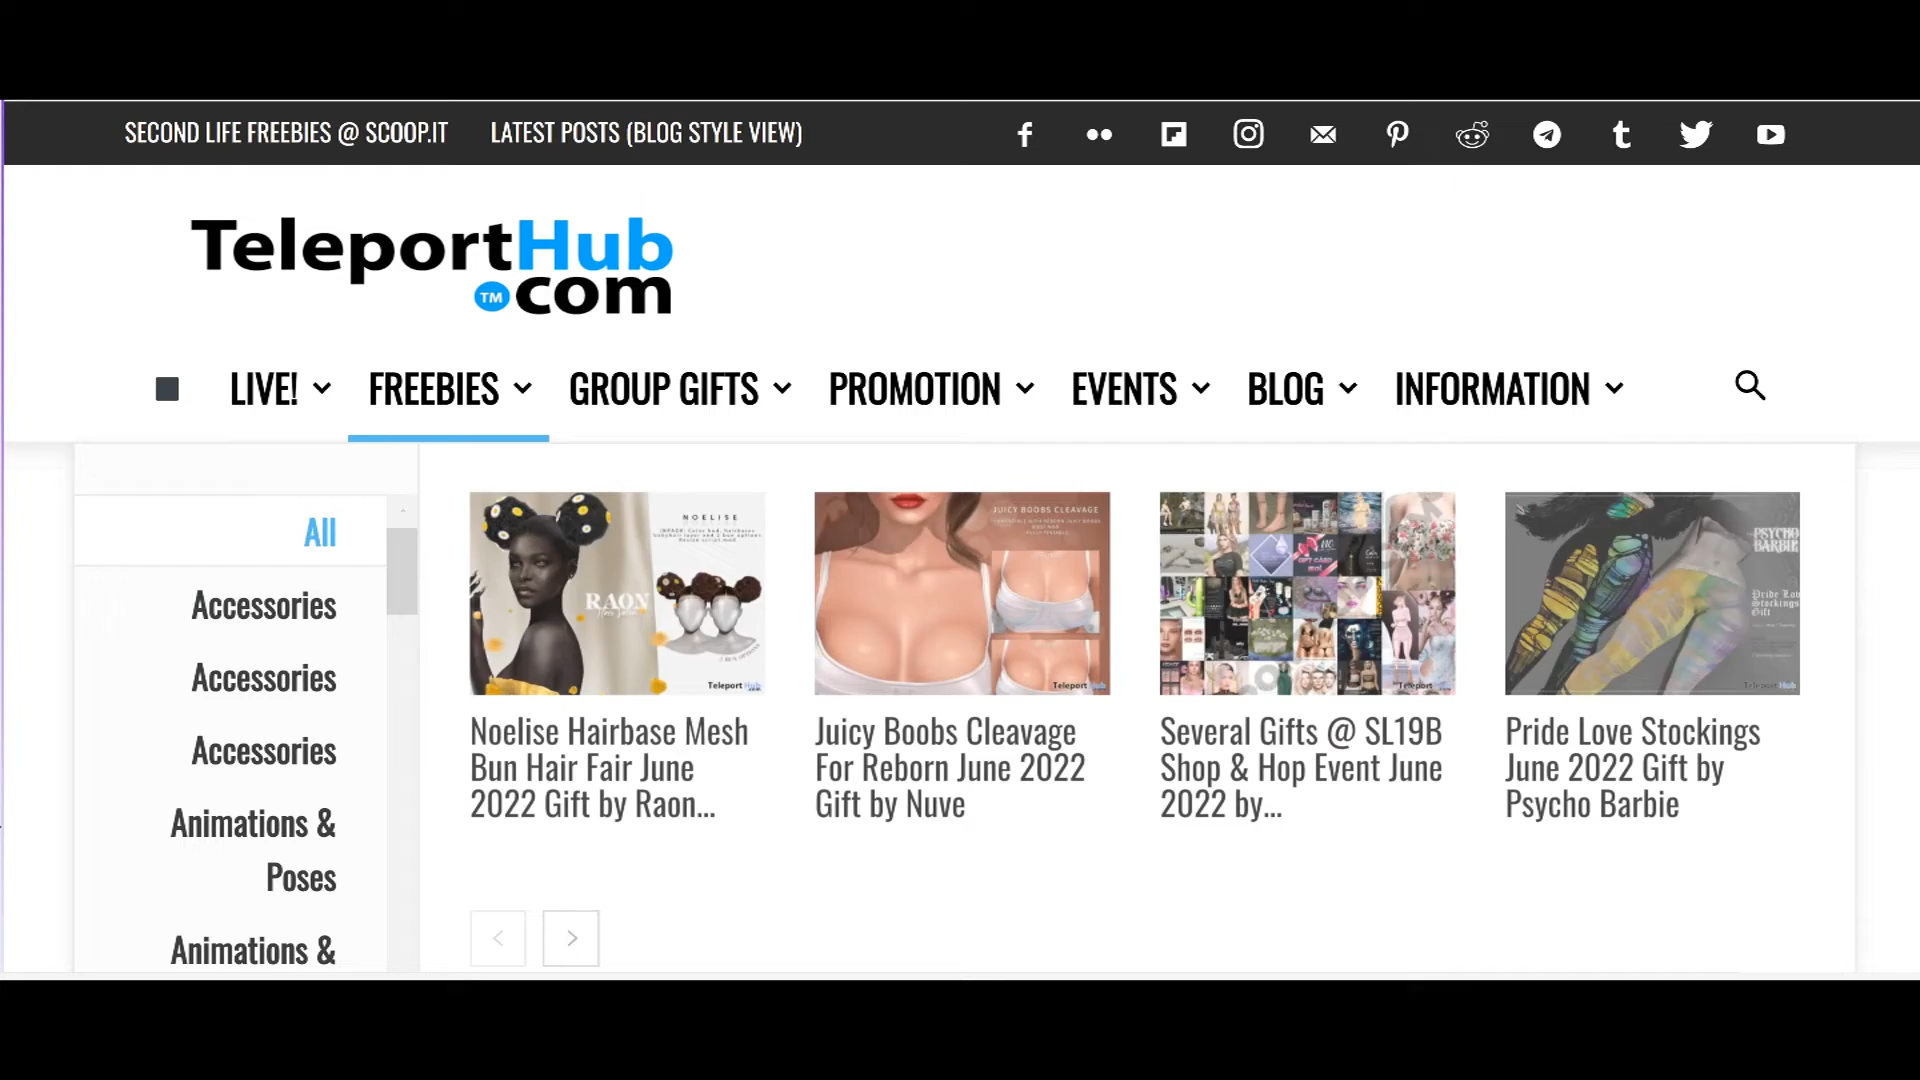 SECOND LIFE FREEBIES @ SCOOP.IT
LATEST POSTS (BLOG STYLE VIEW)
TeleportHub
TM.com
LIVE!
FREEBIES
GROUP GIFTS
PROMOTION
EVENTS
BLOG
INFORMATION
All
Accessories
Accessories
Accessories
Animations &
Poses
Animations &
NOELISE
RAON
Teleport Hub
JUICY BOOBS CLEAVAGE
Teleport Hub
Teleport
PSYCHO
BARBIE
Pride Lov
Stockings
Gift
Teleport Hub
Noelise Hairbase Mesh
Bun Hair Fair June
2022 Gift by Raon...
Juicy Boobs Cleavage
For Reborn June 2022
Gift by Nuve
Several Gifts @ SL19B
Shop & Hop Event June
2022 by...
Pride Love Stockings
June 2022 Gift by
Psycho Barbie